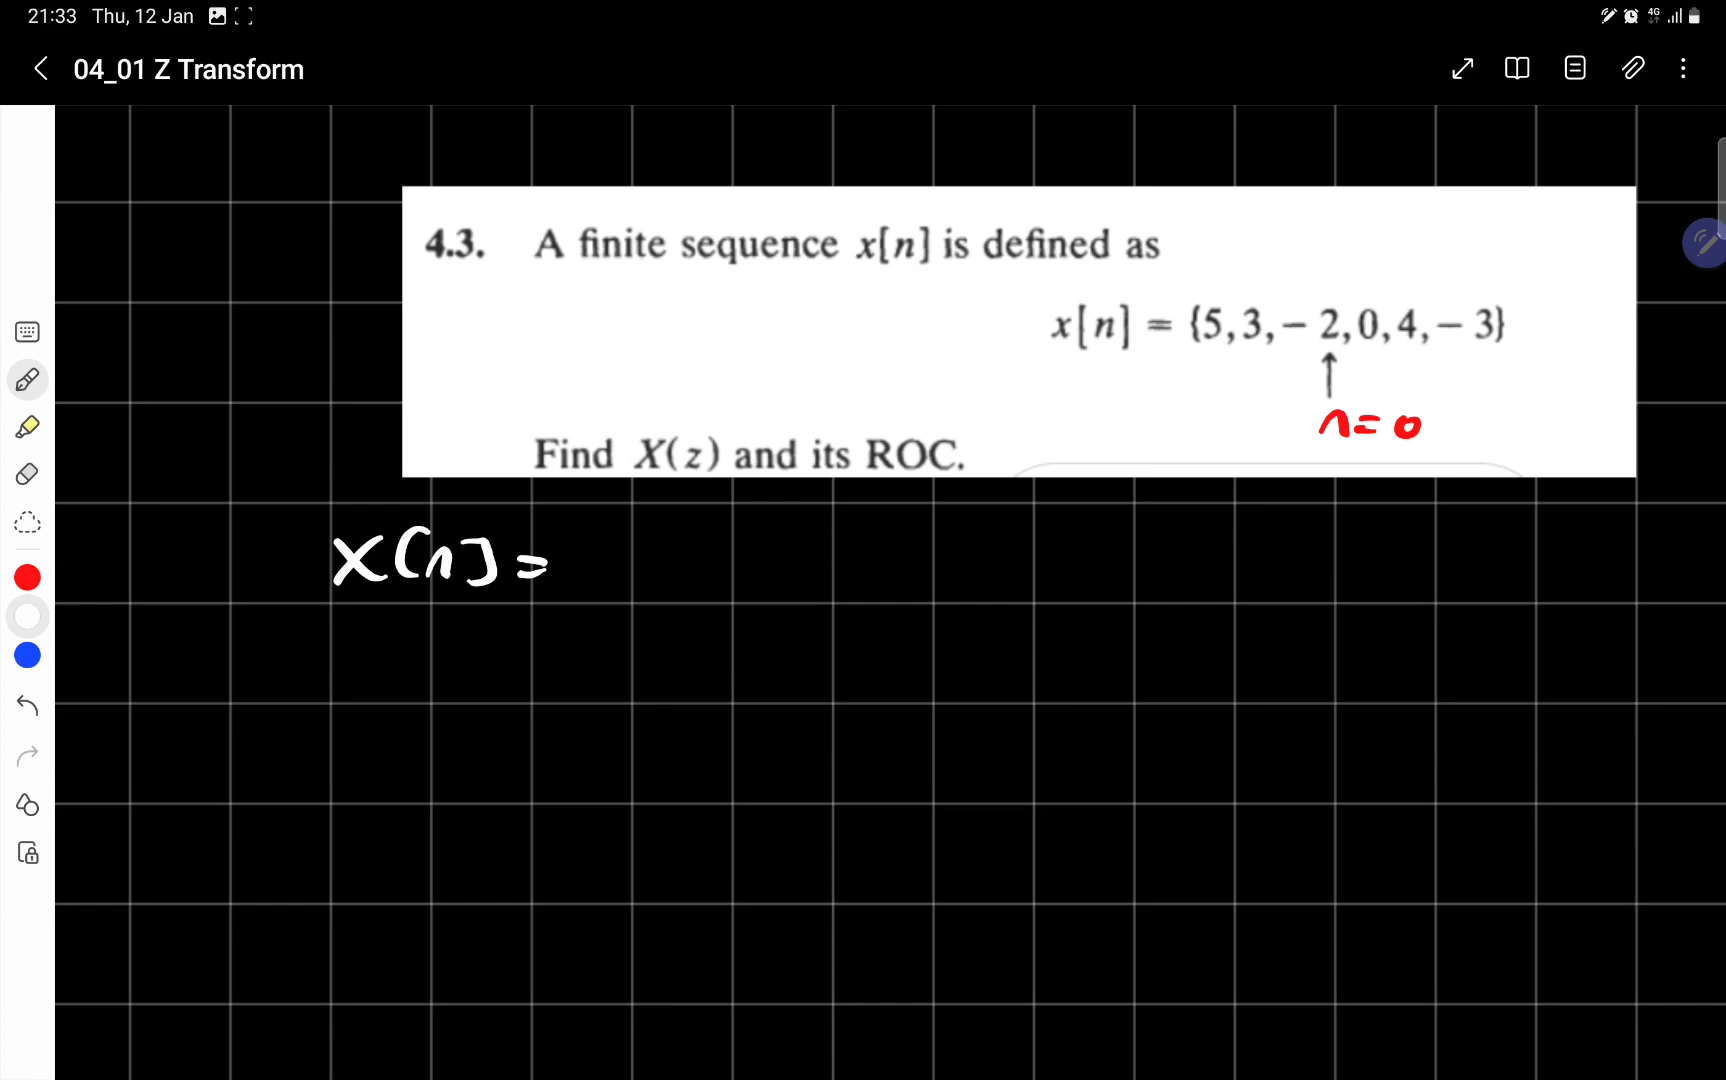 21:33 Thu, 12 Jan
4G
04_01 Z Transform
4.3. A finite sequence x[n] is defined as
x[n] = {5,3,− 2,0,4,− 3}
↑
n=0
Find X(z) and its ROC.
x[n]=